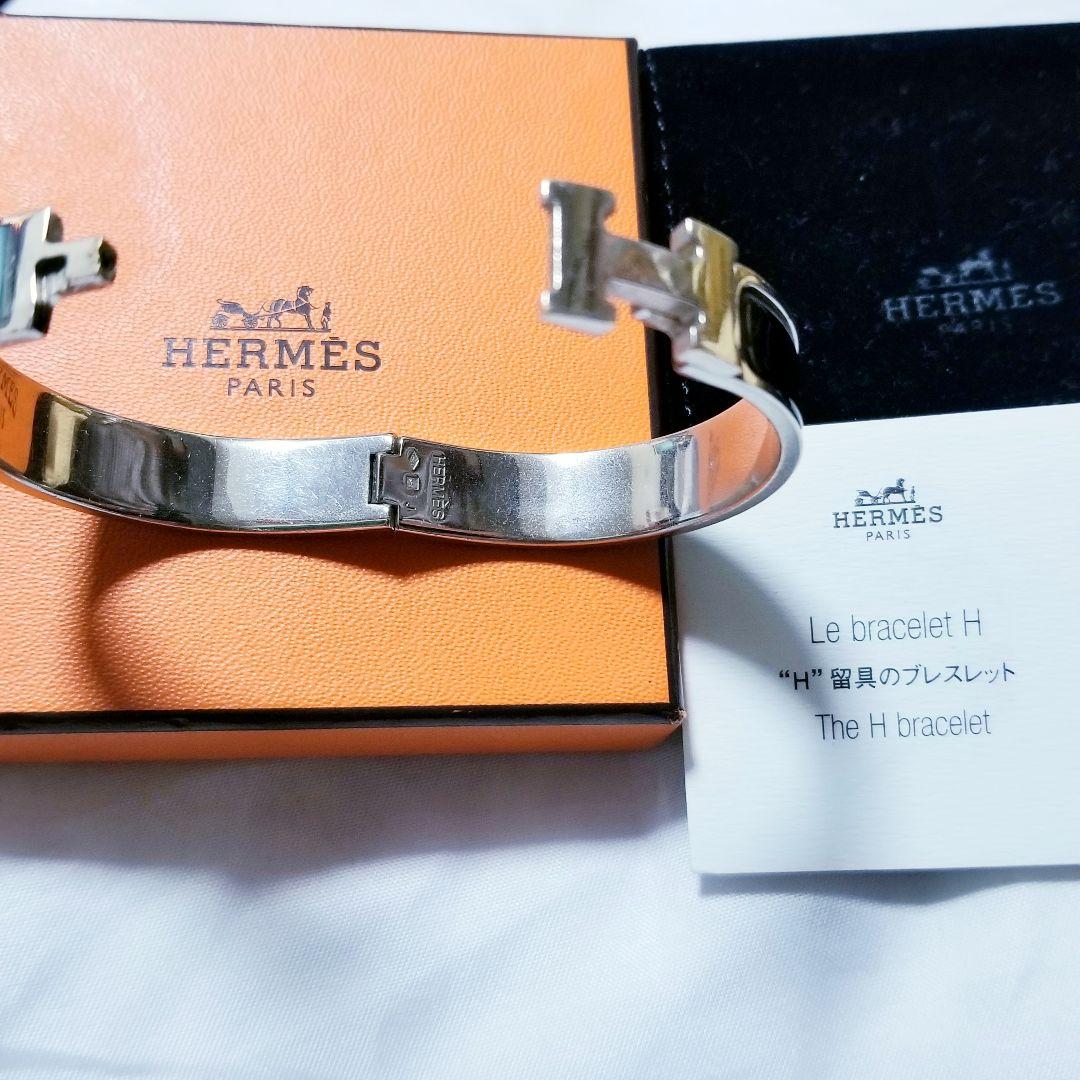 HERMÈS
PARIS
HERMÈS
PARIS
HERMÈS
J
HERMÈS
PARIS
Le bracelet H
“H” 留具のブレスレット
The H bracelet